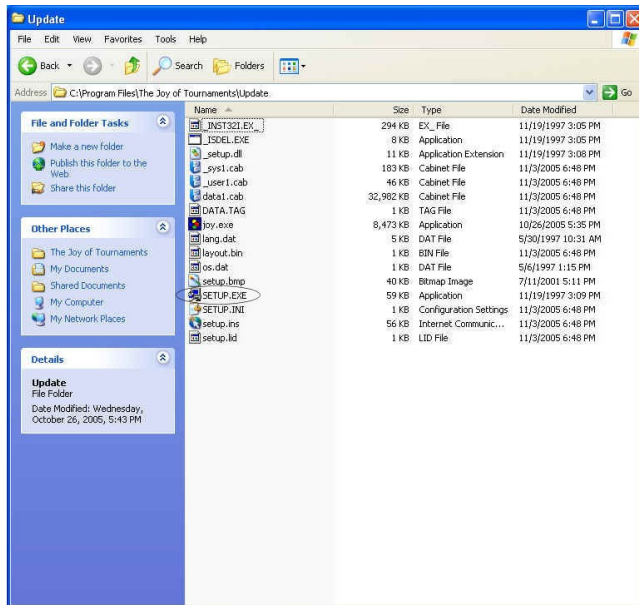 Update
File Edit View Favorites Tools Help
Back Search Folders
Address C:\Program Files\The Joy of Tournaments\Update Go
File and Folder Tasks
Make a new folder
Publish this folder to the
Web
Share this folder
Other Places
The Joy of Tournaments
My Documents
Shared Documents
My Computer
My Network Places
Details
Update
File Folder
Date Modified: Wednesday,
October 26, 2005, 5:43 PM
Name Size Type Date Modified
_INST32I.EX_ 294 KB EX_ File 11/19/1997 3:05 PM
_ISDEL.EXE 8 KB Application 11/19/1997 3:05 PM
_setup.dll 11 KB Application Extension 11/19/1997 3:08 PM
_sys1.cab 183 KB Cabinet File 11/3/2005 6:48 PM
_user1.cab 46 KB Cabinet File 11/3/2005 6:48 PM
data1.cab 32,982 KB Cabinet File 11/3/2005 6:48 PM
DATA.TAG 1 KB TAG File 11/3/2005 6:48 PM
joy.exe 8,473 KB Application 10/26/2005 5:35 PM
lang.dat 5 KB DAT File 5/30/1997 10:31 AM
layout.bin 1 KB BIN File 11/3/2005 6:48 PM
os.dat 1 KB DAT File 5/6/1997 1:15 PM
setup.bmp 40 KB Bitmap Image 7/11/2001 5:11 PM
SETUP.EXE 59 KB Application 11/19/1997 3:09 PM
SETUP.INI 1 KB Configuration Settings 11/3/2005 6:48 PM
setup.ins 56 KB Internet Communic... 11/3/2005 6:48 PM
setup.lid 1 KB LID File 11/3/2005 6:48 PM